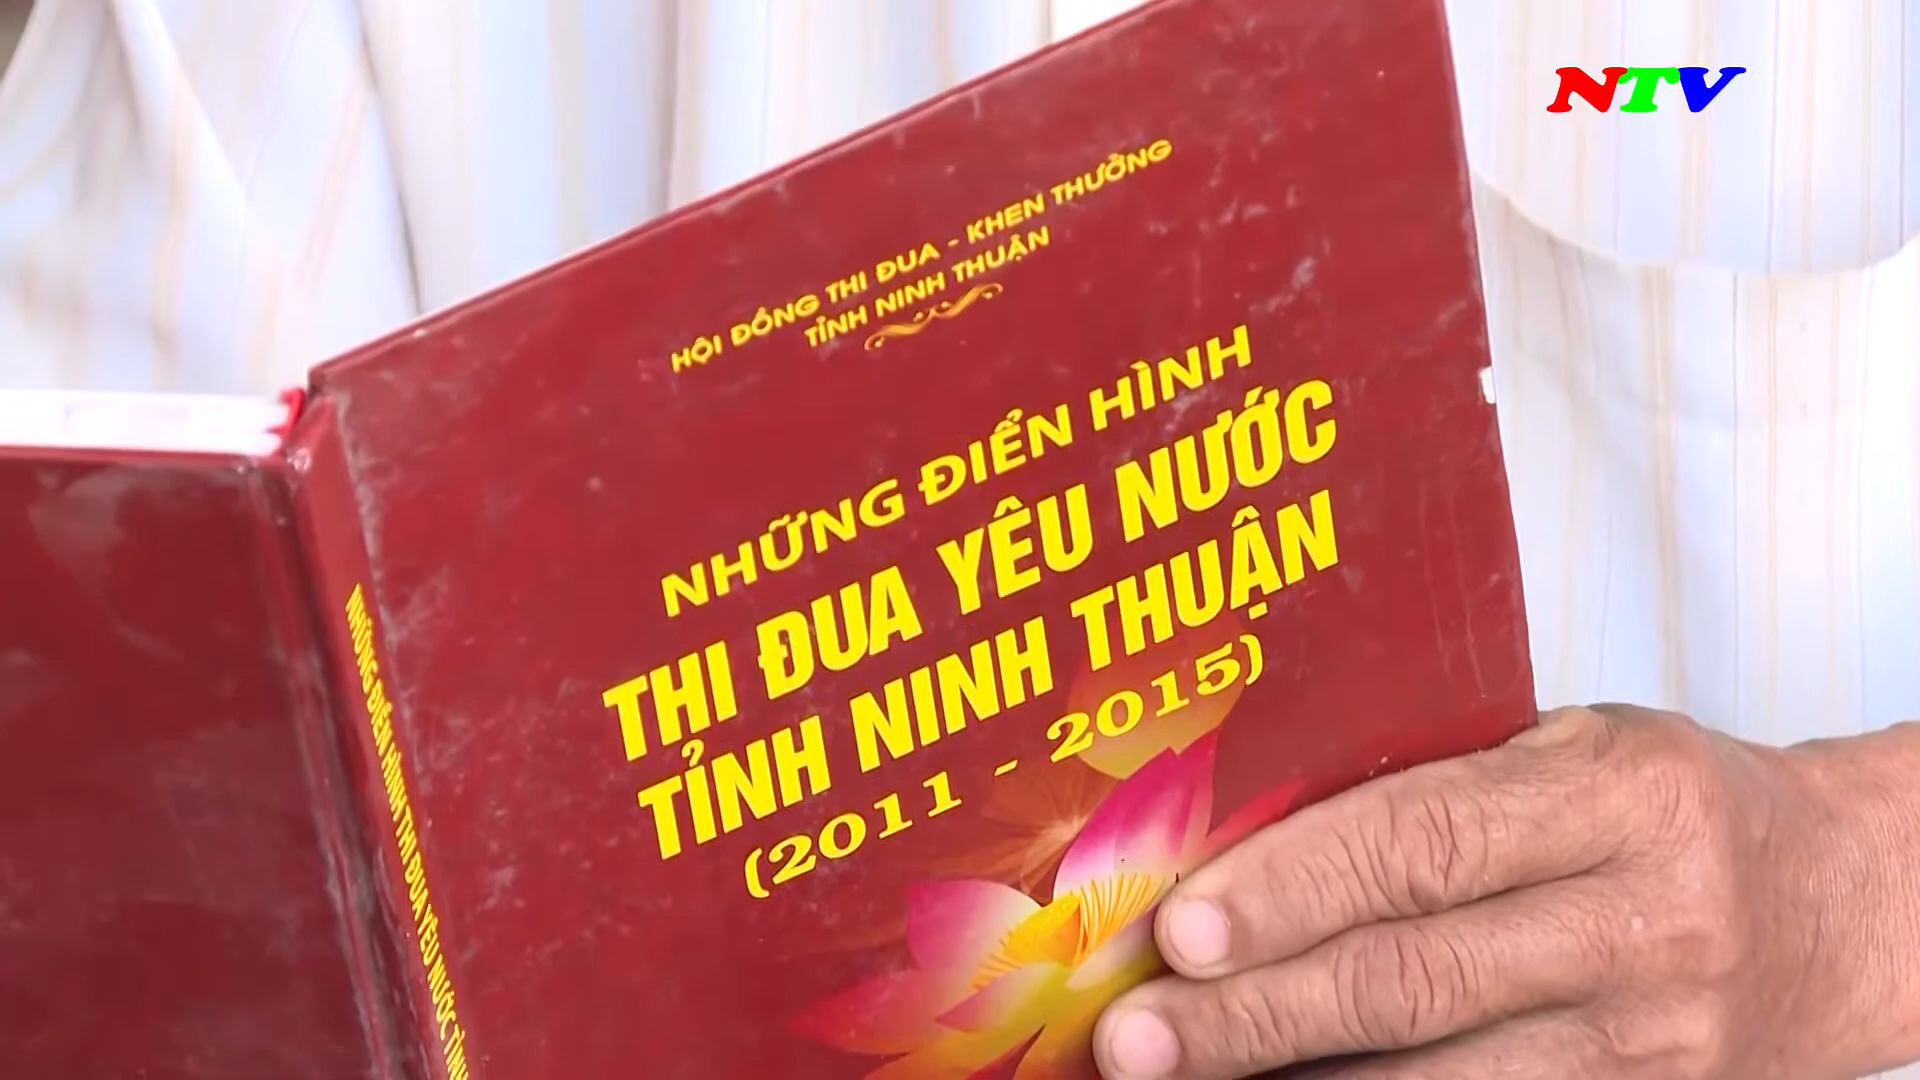 NTV
HỘI ĐỒNG THI ĐUA - KHEN THƯỞNG
TỈNH NINH THUẬN
NHỮNG ĐIỂN HÌNH
THI ĐUA YÊU NƯỚC
TỈNH NINH THUẬN
(2011 - 2015)
NHỮNG ĐIỂN HÌNH THI ĐUA YÊU NƯỚC TỈNH